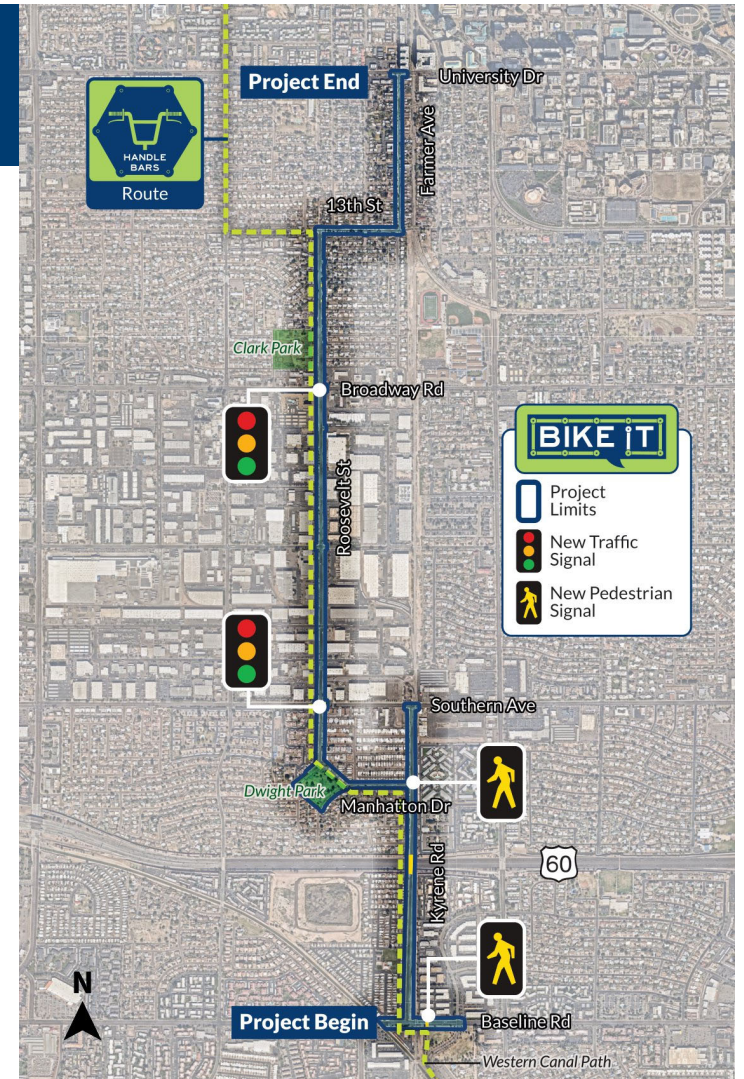 Project End
University Dr
HANDLE
BARS
Route
Farmer Ave
13th St
Clark Park
Broadway Rd
BIKE iT
Project
Limits
New Traffic
Signal
New Pedestrian
Signal
Roosevelt St
Southern Ave
Dwight Park
Manhatton Dr
60
Kyrene Rd
N
Project Begin
Baseline Rd
Western Canal Path